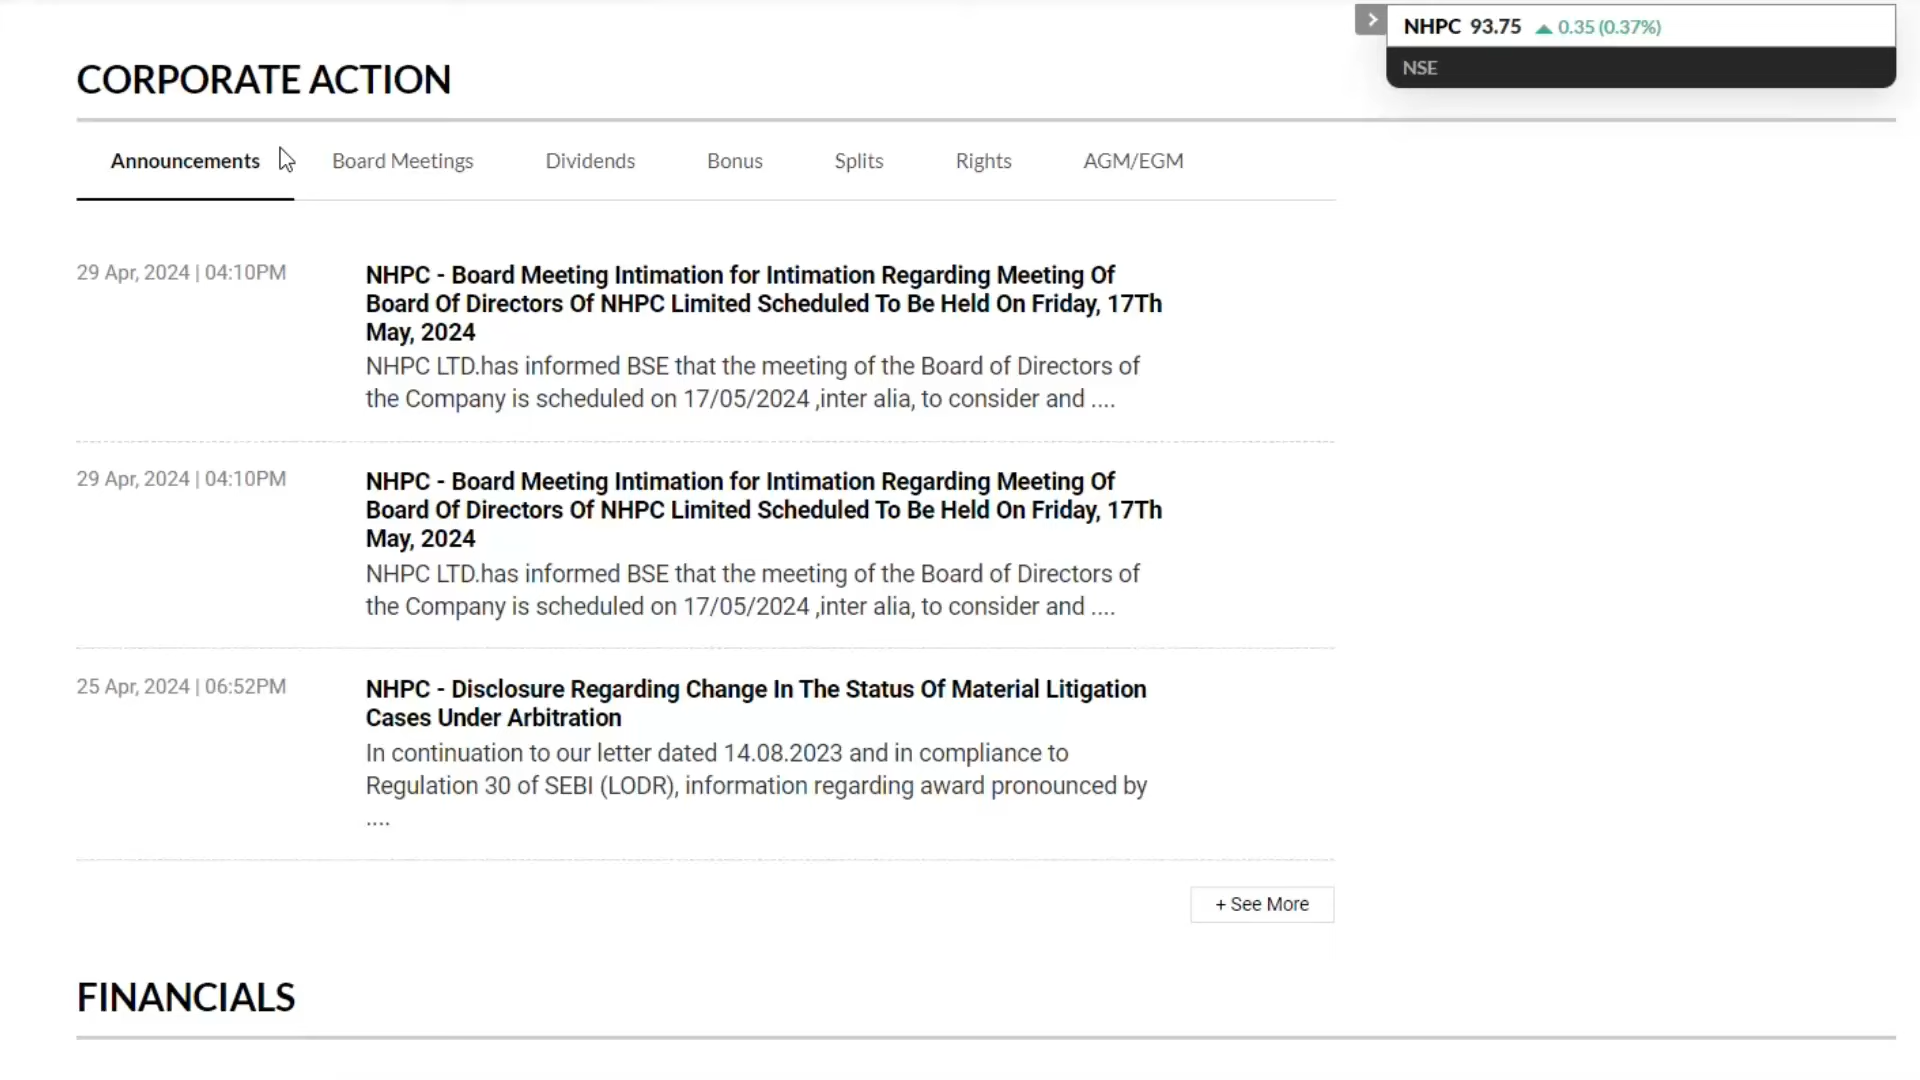 NHPC 93.75 ▲ 0.35 (0.37%)
NSE
CORPORATE ACTION
Announcements Board Meetings Dividends Bonus Splits Rights AGM/EGM
29 Apr, 2024 | 04:10PM
NHPC - Board Meeting Intimation for Intimation Regarding Meeting Of
Board Of Directors Of NHPC Limited Scheduled To Be Held On Friday, 17Th
May, 2024
NHPC LTD.has informed BSE that the meeting of the Board of Directors of
the Company is scheduled on 17/05/2024 ,inter alia, to consider and ....
29 Apr, 2024 | 04:10PM
NHPC - Board Meeting Intimation for Intimation Regarding Meeting Of
Board Of Directors Of NHPC Limited Scheduled To Be Held On Friday, 17Th
May, 2024
NHPC LTD.has informed BSE that the meeting of the Board of Directors of
the Company is scheduled on 17/05/2024 ,inter alia, to consider and ....
25 Apr, 2024 | 06:52PM
NHPC - Disclosure Regarding Change In The Status Of Material Litigation
Cases Under Arbitration
In continuation to our letter dated 14.08.2023 and in compliance to
Regulation 30 of SEBI (LODR), information regarding award pronounced by
....
+ See More
FINANCIALS